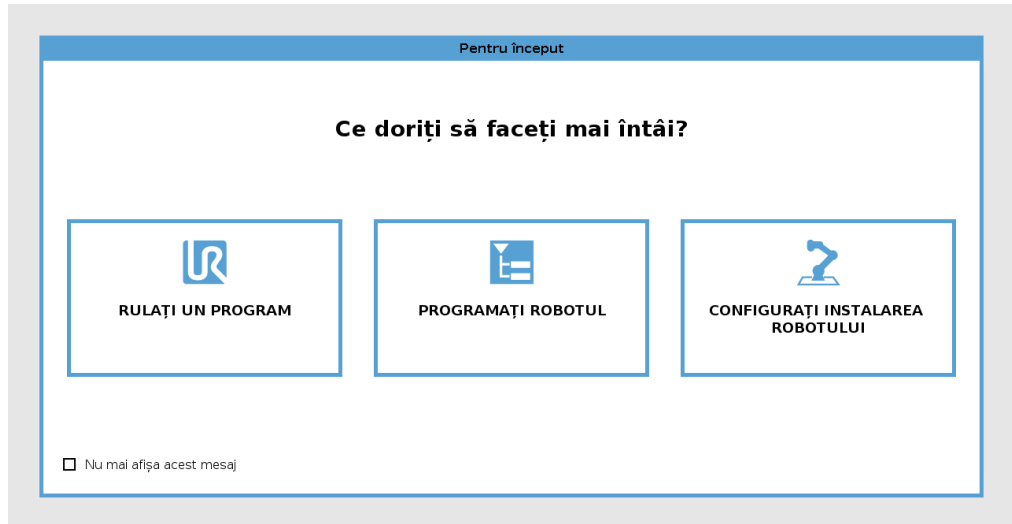 Pentru început
Ce doriți să faceți mai întâi?
RULAȚI UN PROGRAM
PROGRAMAȚI ROBOTUL
CONFIGURAȚI INSTALAREA
ROBOTULUI
Nu mai afișa acest mesaj